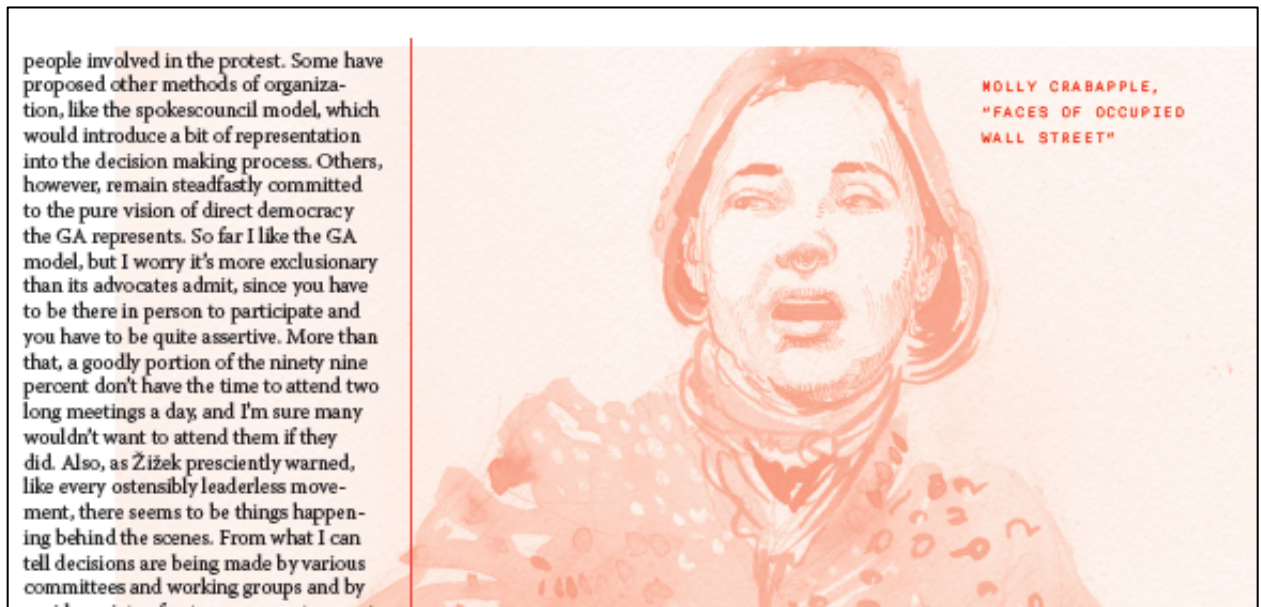 people involved in the protest. Some have
proposed other methods of organiza-
tion, like the spokescouncil model, which
would introduce a bit of representation
into the decision making process. Others,
however, remain steadfastly committed
to the pure vision of direct democracy
the GA represents. So far I like the GA
model, but I worry it's more exclusionary
than its advocates admit, since you have
to be there in person to participate and
you have to be quite assertive. More than
that, a goodly portion of the ninety nine
percent don't have the time to attend two
long meetings a day, and I'm sure many
wouldn't want to attend them if they
did. Also, as Žižek presciently warned,
like every ostensibly leaderless move-
ment, there seems to be things happen-
ing behind the scenes. From what I can
tell decisions are being made by various
committees and working groups and by
MOLLY CRABAPPLE,
"FACES OF OCCUPIED
WALL STREET"